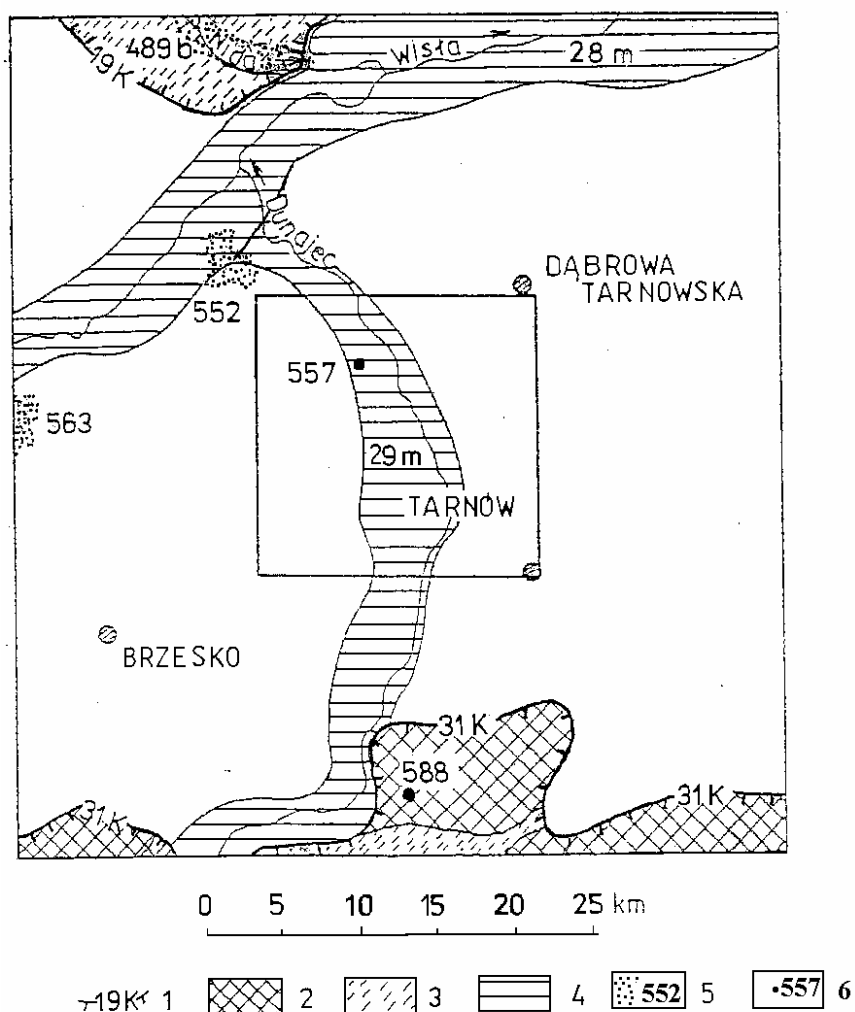 489b Nida Wisła
19K 28 m
Dunajec
DĄBROWA
TARNOWSKA
552
557
563
29 m
TARNÓW
BRZESKO
31K
588
31K 31K
0 5 10 15 20 25 km
19K 1 2 3 4 552 5 •557 6